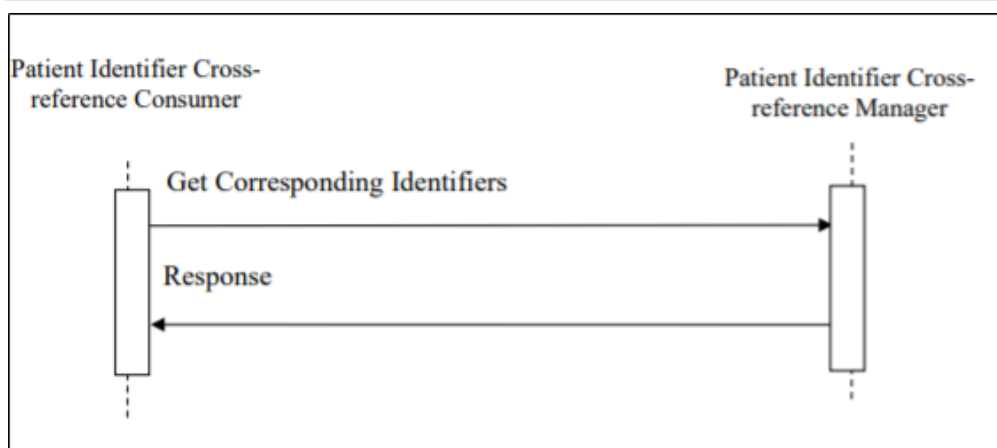 Patient Identifier Cross-
reference Consumer
Patient Identifier Cross-
reference Manager
Get Corresponding Identifiers
Response